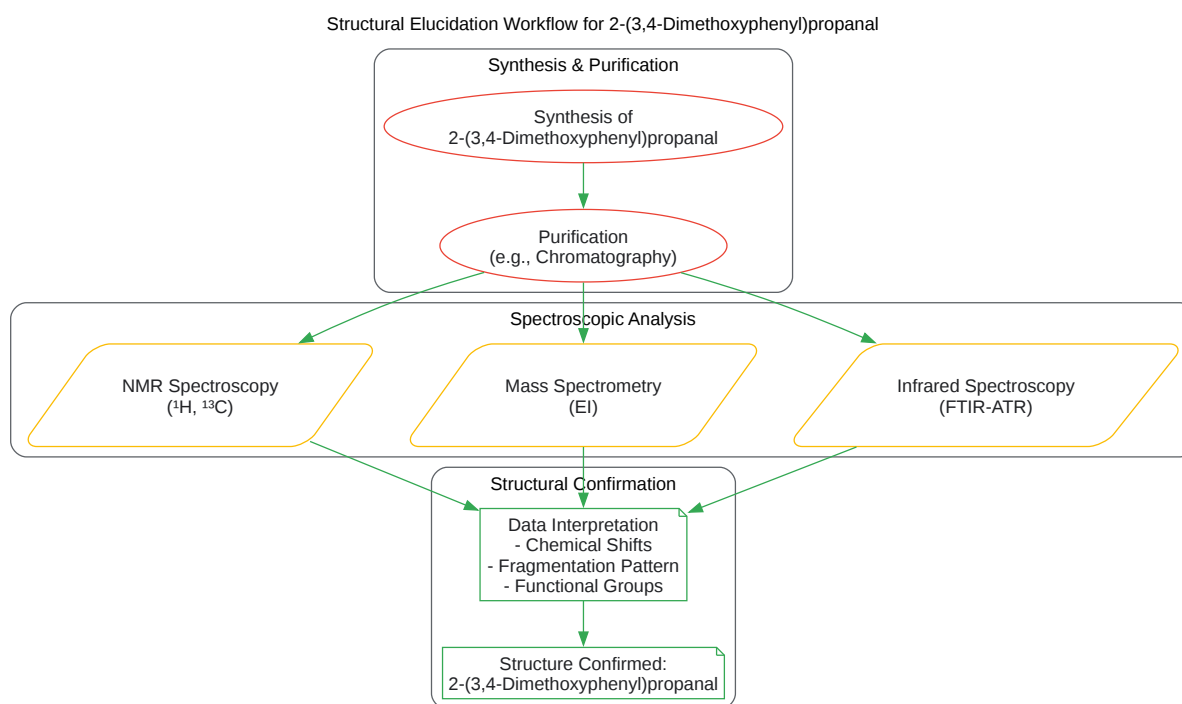 Structural Elucidation Workflow for 2-(3,4-Dimethoxyphenyl)propanal
Synthesis & Purification
Synthesis of
2-(3,4-Dimethoxyphenyl)propanal
Purification
(e.g., Chromatography)
Spectroscopic Analysis
NMR Spectroscopy
(¹H, ¹³C)
Mass Spectrometry
(EI)
Infrared Spectroscopy
(FTIR-ATR)
Structural Confirmation
Data Interpretation
- Chemical Shifts
- Fragmentation Pattern
- Functional Groups
Structure Confirmed:
2-(3,4-Dimethoxyphenyl)propanal